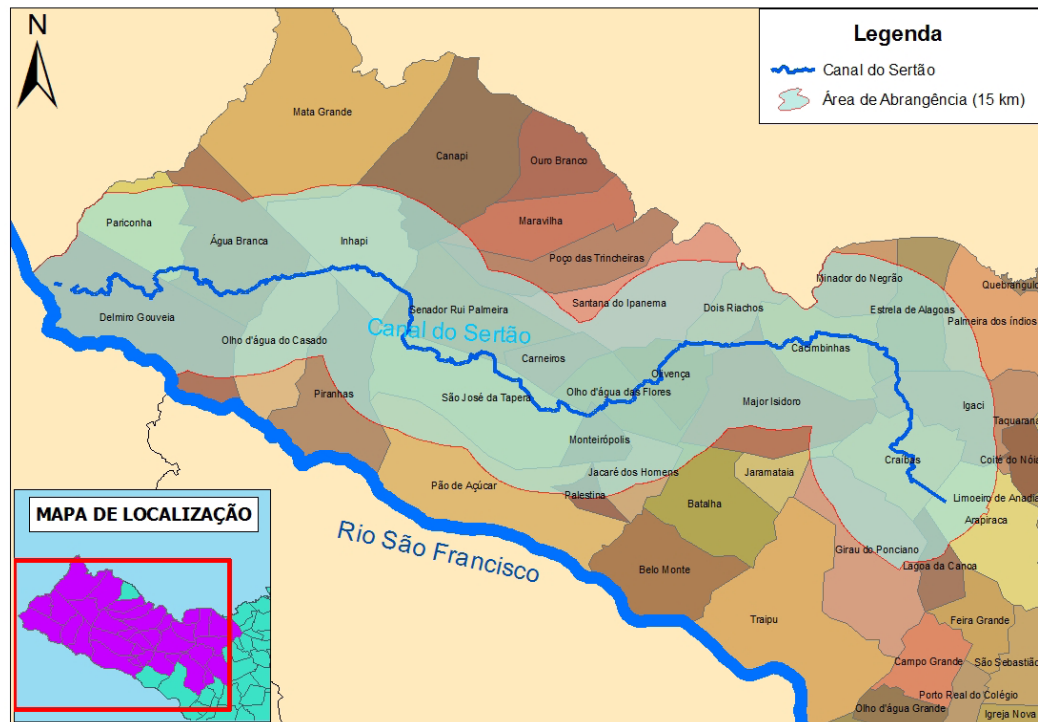 N
Legenda
Canal do Sertão
Área de Abrangência (15 km)
Mata Grande
Canapi
Ouro Branco
Maravilha
Pariconha
Água Branca
Inhapi
Poço das Trincheiras
Minador do Negrão
Quebrangulo
Santana do Ipanema
Dois Riachos
Estrela de Alagoas
Senador Rui Palmeira
Delmiro Gouveia
Palmeira dos índios
Canal do Sertão
Olho d'água do Casado
Cacimbinhas
Carneiros
Olivença
Piranhas
Olho d'água das Flores
São José da Tapera
Major Isidoro
Igaci
Taquarana
Monteirópolis
Craibas
Coité do Nóia
Jacaré dos Homens
Jaramataia
Pão de Açúcar
Palestina
Batalha
Limoeiro de Anadia
MAPA DE LOCALIZAÇÃO
Arapiraca
Rio São Francisco
Girau do Ponciano
Lagoa da Canoa
Belo Monte
Traipu
Feira Grande
Campo Grande
São Sebastião
Porto Real do Colégio
Olho d'água Grande
Igreja Nova